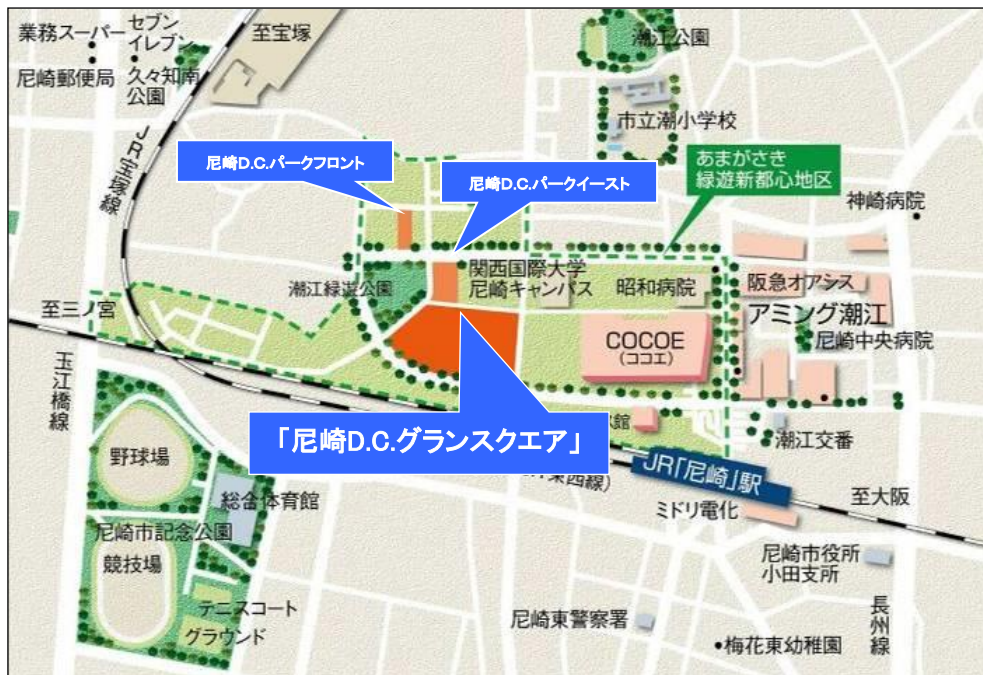 業務スーパー
セブン
イレブン
尼崎郵便局
久々知南
公園
至宝塚
潮江公園
市立潮小学校
JR宝塚線
尼崎D.C.パークフロント
尼崎D.C.パークイースト
あまがさき
緑遊新都心地区
神崎病院
関西国際大学
尼崎キャンパス
昭和病院
阪急オアシス
潮江緑遊公園
至三ノ宮
アミング潮江
COCOE
(ココエ)
尼崎中央病院
玉江橋線
「尼崎D.C.グランスクエア」
館
潮江交番
野球場
JR「尼崎」駅
東西線)
至大阪
総合体育館
ミドリ電化
尼崎市記念公園
競技場
尼崎市役所
小田支所
テニスコート
グラウンド
尼崎東警察署
梅花東幼稚園
長州線